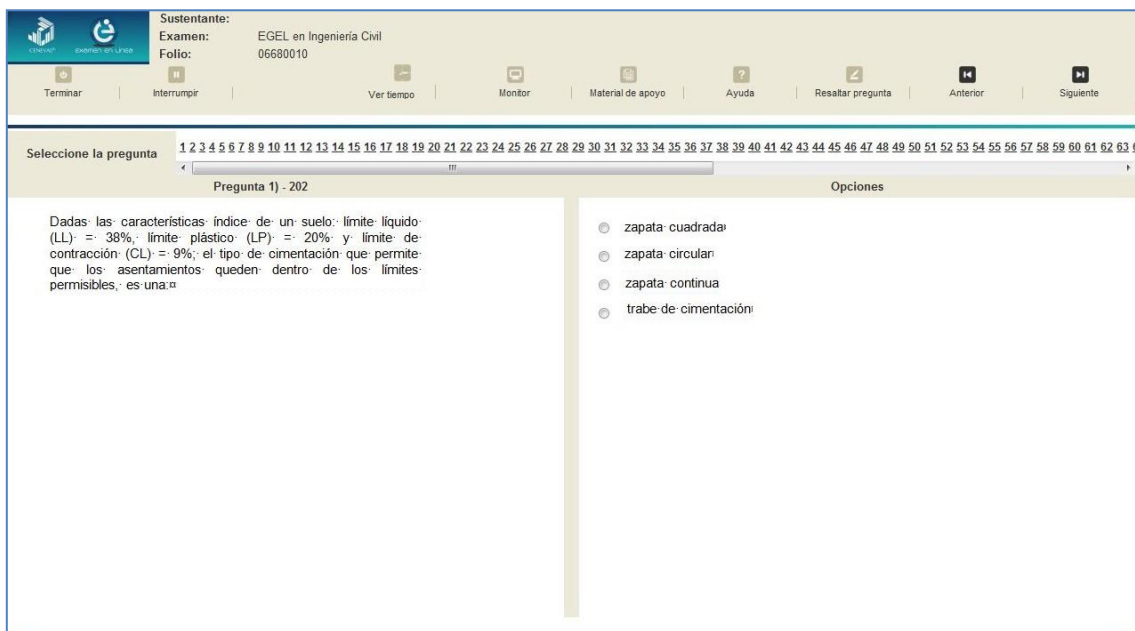 Sustentante:
Examen: EGEL en Ingeniería Civil
Folio: 06680010
CENEVAL
examen en línea
Terminar Interrumpir Ver tiempo Monitor Material de apoyo Ayuda Resaltar pregunta Anterior Siguiente
Seleccione la pregunta 1 2 3 4 5 6 7 8 9 10 11 12 13 14 15 16 17 18 19 20 21 22 23 24 25 26 27 28 29 30 31 32 33 34 35 36 37 38 39 40 41 42 43 44 45 46 47 48 49 50 51 52 53 54 55 56 57 58 59 60 61 62 63
Pregunta 1) - 202 Opciones
Dadas· las· características· índice· de· un· suelo:· límite· líquido·
(LL)· =· 38%,· límite· plástico· (LP)· =· 20%· y· límite· de·
contracción· (CL)· =· 9%;· el· tipo· de· cimentación· que· permite·
que· los· asentamientos· queden· dentro· de· los· límites·
permisibles,· es·una:¤
zapata· cuadrada
zapata· circular
zapata· continua
trabe·de·cimentación